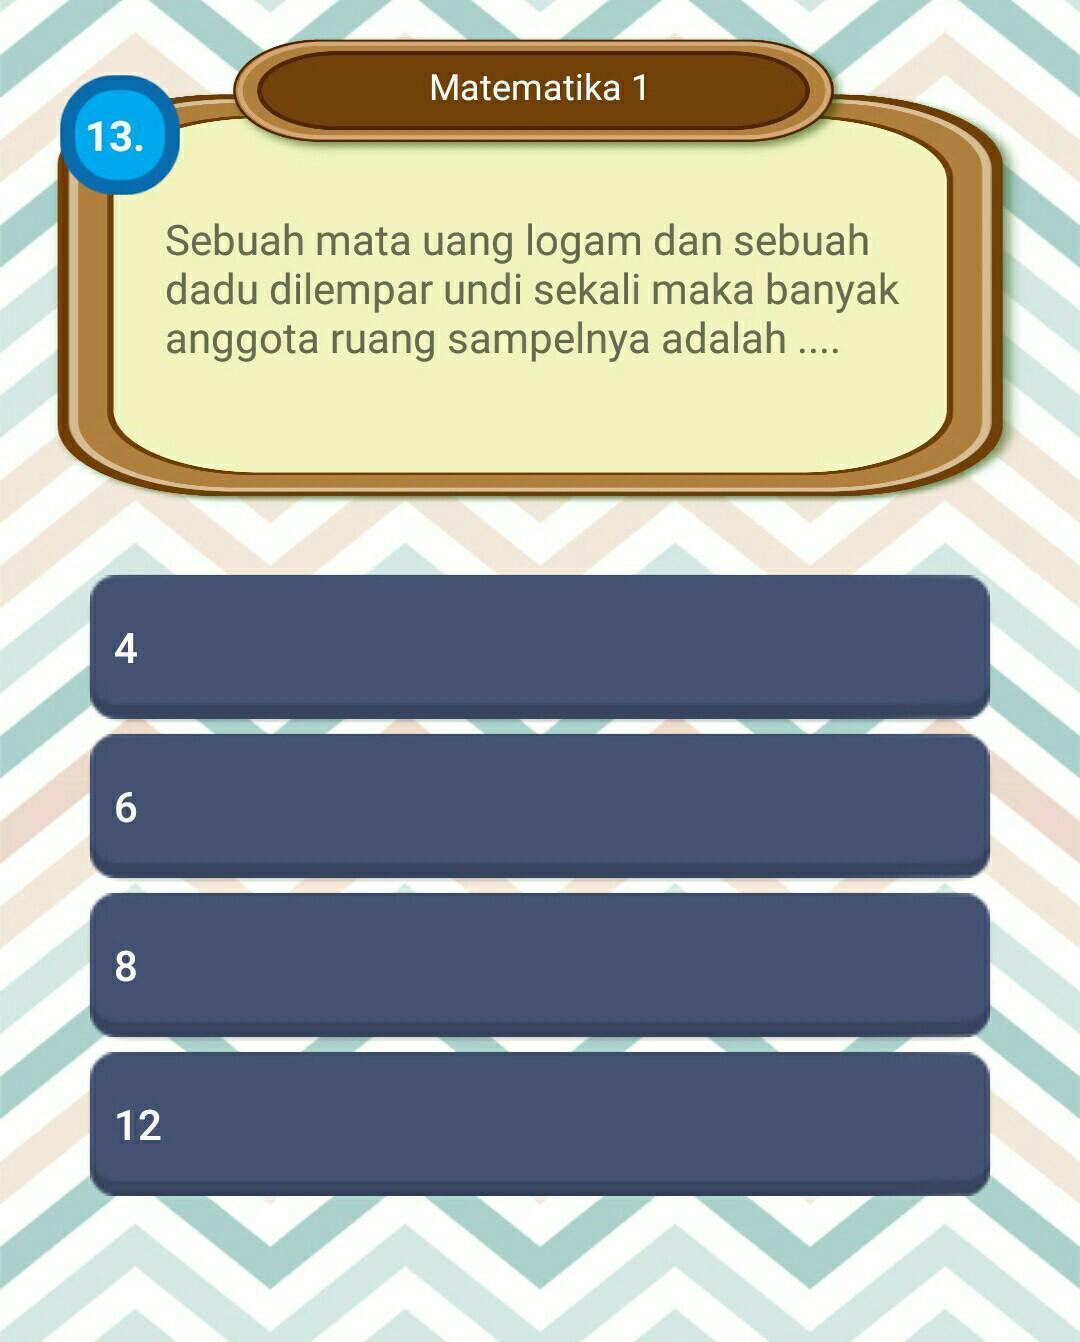 Matematika 1
13.
Sebuah mata uang logam dan sebuah
dadu dilempar undi sekali maka banyak
anggota ruang sampelnya adalah ....
4
6
8
12